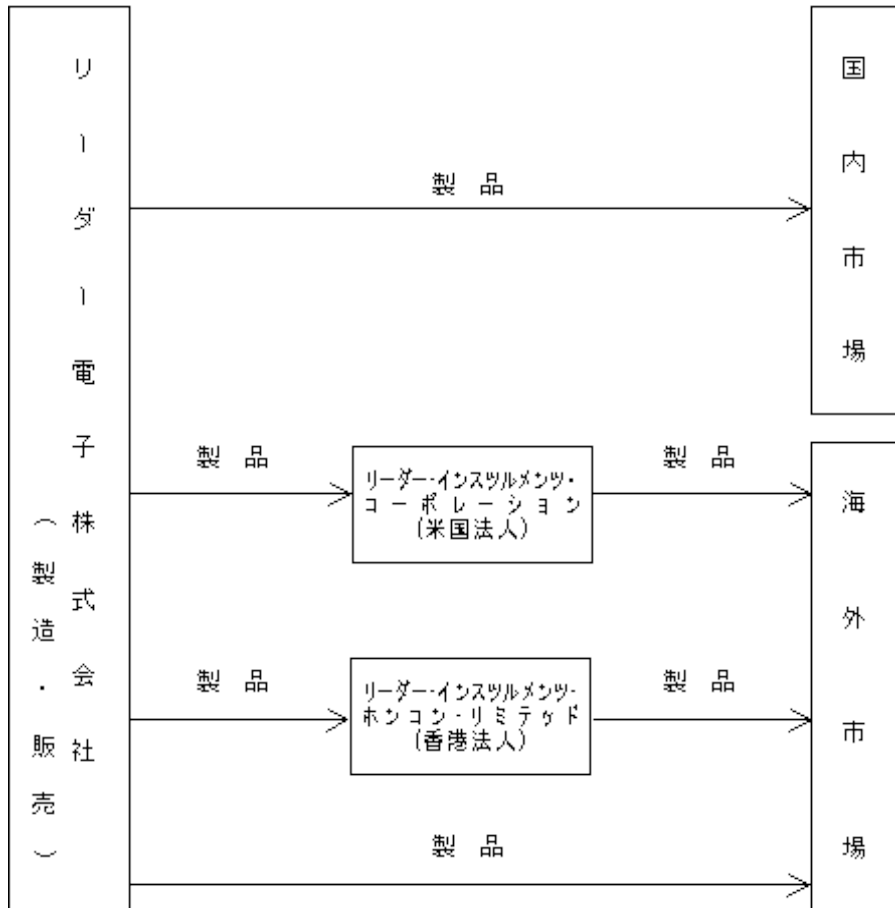 リーダー電子株式会社
(製造・販売)
製品
国内市場
製品
リーダー・インスツルメンツ・
コーポレーション
(米国法人)
製品
製品
リーダー・インスツルメンツ・
ホンコン・リミテッド
(香港法人)
製品
製品
海外市場